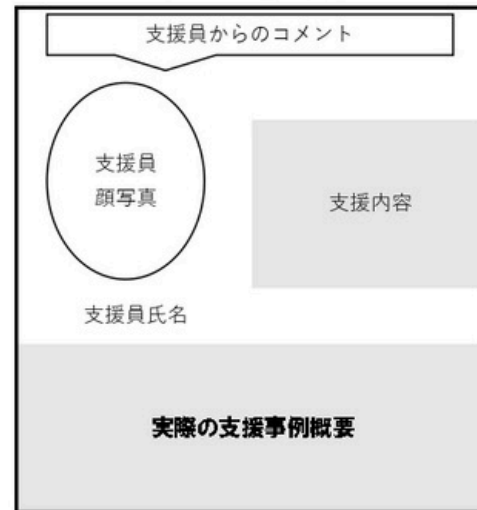 支援員からのコメント
支援員
顔写真
支援内容
支援員氏名
実際の支援事例概要